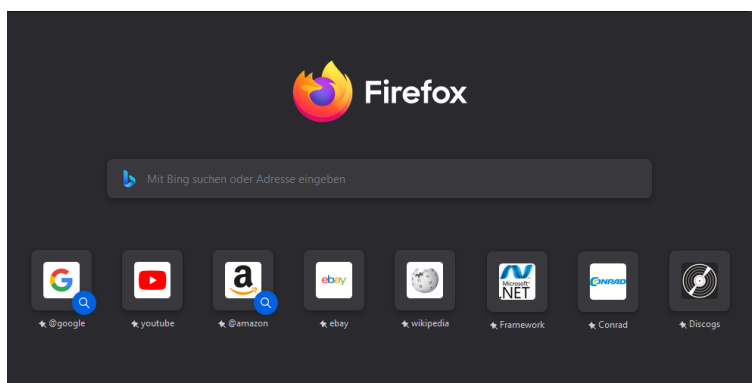 Firefox
Mit Bing suchen oder Adresse eingeben
a
ebay
Microsoft®
.NET
CONRAD
@google
youtube
@amazon
ebay
wikipedia
Framework
Conrad
Discogs